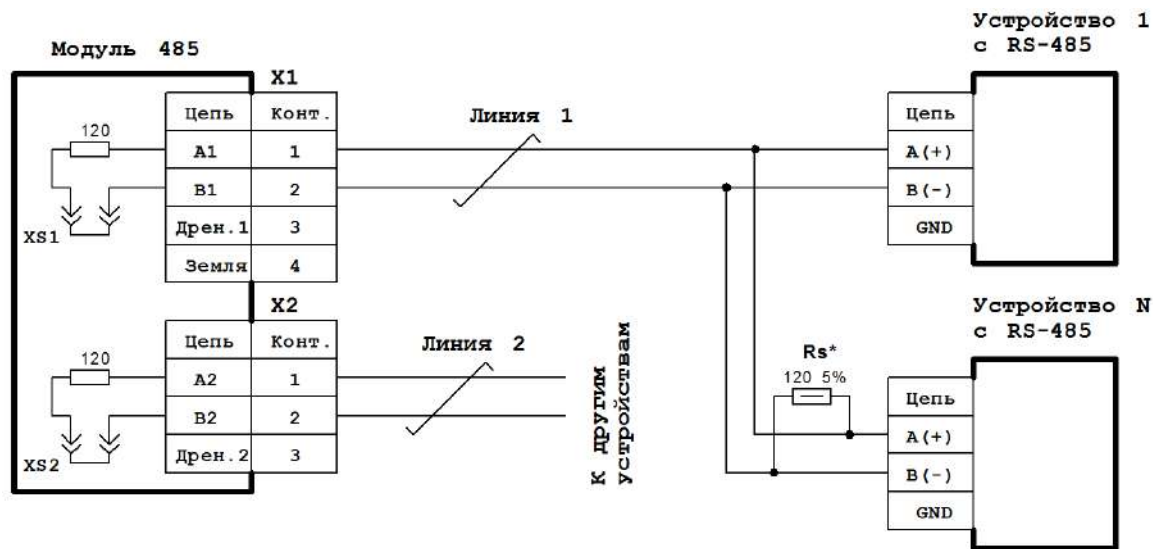 Устройство 1
с RS-485
Модуль 485
X1
Цепь Конт.
A1 1
B1 2
Дрен.1 3
Земля 4
120
XS1
Линия 1
Цепь
A(+)
B(-)
GND
X2
Цепь Конт.
A2 1
B2 2
Дрен.2 3
120
XS2
Линия 2
К другим
устройствам
Rs*
120 5%
Устройство N
с RS-485
Цепь
A(+)
B(-)
GND